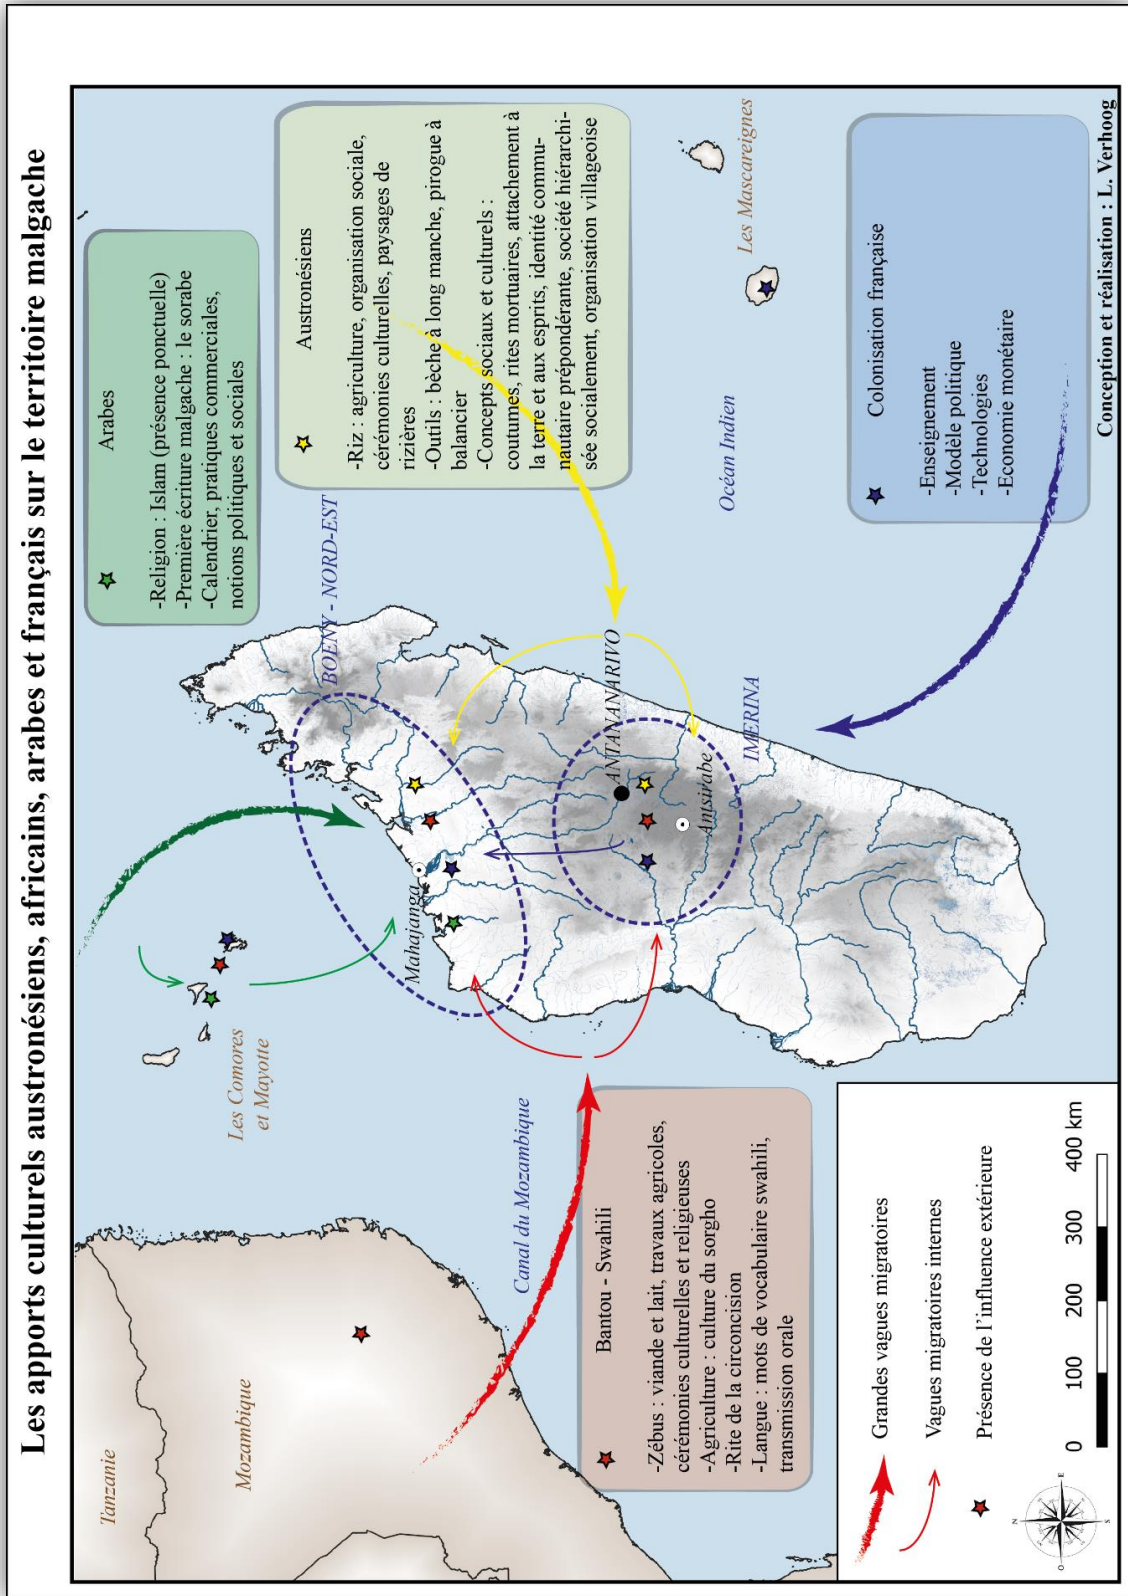 Les apports culturels austronésiens, africains, arabes et français sur le territoire malgache
Tanzanie
Mozambique
Les Comores
et Mayotte
Canal du Mozambique
Mahajanga
BOENY - NORD-EST
ANTANANARIVO
Antsirabe
IMERINA
Océan Indien
Les Mascareignes
Arabes
-Religion : Islam (présence ponctuelle)
-Première écriture malgache : le sorabe
-Calendrier, pratiques commerciales,
notions politiques et sociales
Austronésiens
-Riz : agriculture, organisation sociale,
cérémonies culturelles, paysages de
rizières
-Outils : bèche à long manche, pirogue à
balancier
-Concepts sociaux et culturels :
coutumes, rites mortuaires, attachement à
la terre et aux esprits, identité commu-
nautaire prépondérante, société hiérarchi-
sée socialement, organisation villageoise
Bantou - Swahili
-Zébus : viande et lait, travaux agricoles,
cérémonies culturelles et religieuses
-Agriculture : culture du sorgho
-Rite de la circoncision
-Langue : mots de vocabulaire swahili,
transmission orale
Colonisation française
-Enseignement
-Modèle politique
-Technologies
-Economie monétaire
Grandes vagues migratoires
Vagues migratoires internes
Présence de l'influence extérieure
N
O
E
S
0 100 200 300 400 km
Conception et réalisation : L. Verhoog